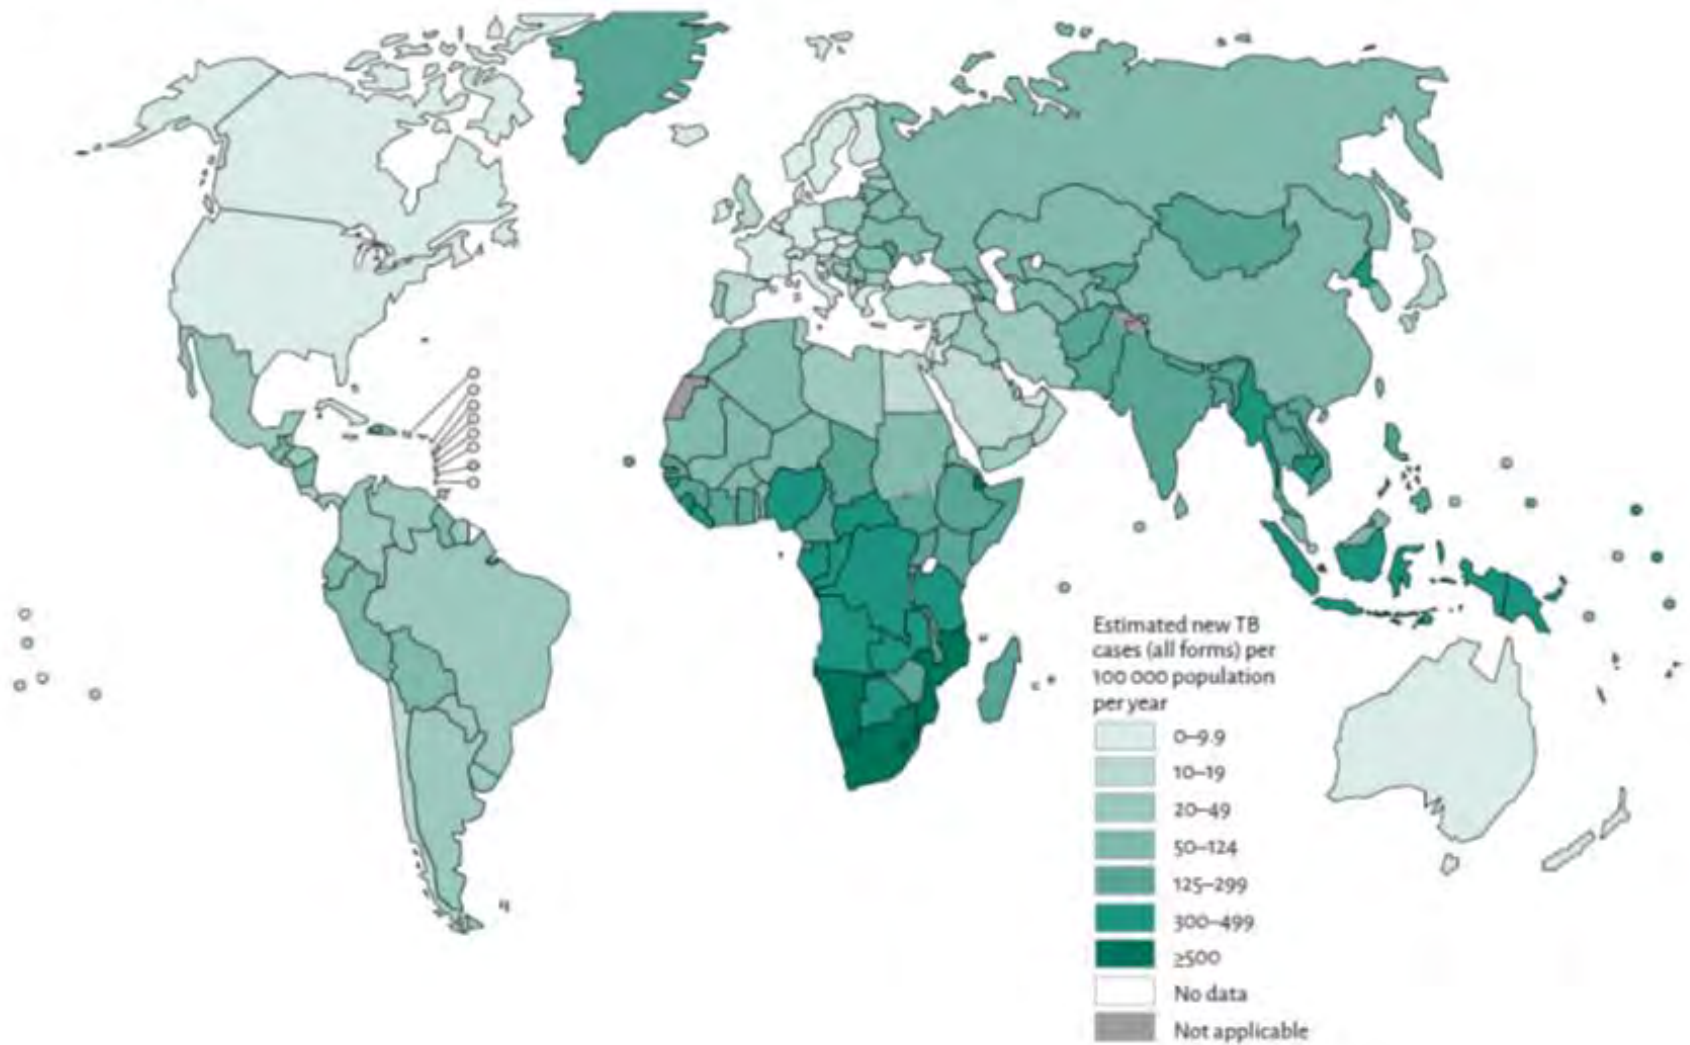 Estimated new TB
cases (all forms) per
100 000 population
per year
0–9.9
10–19
20–49
50–124
125–299
300–499
≥500
No data
Not applicable